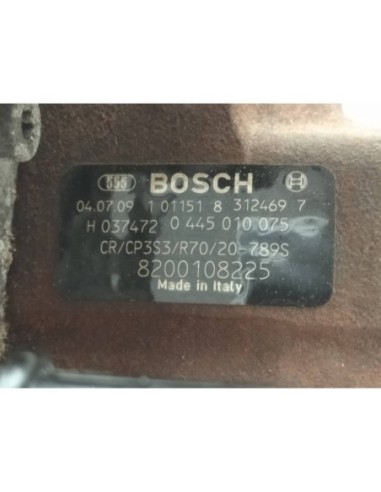 555 BOSCH
04.07.09 1 01151 8 312469 7
H 037472 0 445 010 075
CR/CP3S3/R70/20-789S
8200108225
Made in Italy